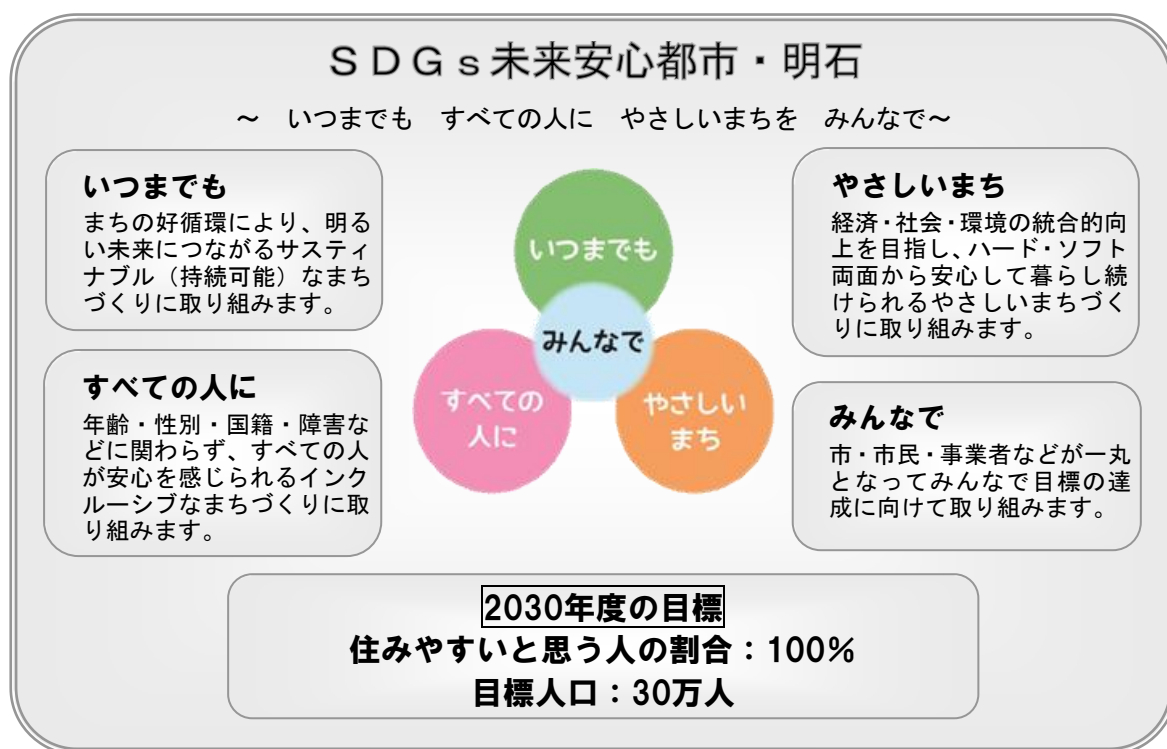 ＳＤＧｓ未来安心都市・明石
～　いつまでも　すべての人に　やさしいまちを　みんなで～
いつまでも
まちの好循環により、明る
い未来につながるサスティ
ナブル（持続可能）なまち
づくりに取り組みます。
すべての人に
年齢・性別・国籍・障害な
どに関わらず、すべての人
が安心を感じられるインク
ルーシブなまちづくりに取
り組みます。
いつまでも
みんなで
すべての
人に
やさしい
まち
やさしいまち
経済・社会・環境の統合的向
上を目指し、ハード・ソフト
両面から安心して暮らし続
けられるやさしいまちづく
りに取り組みます。
みんなで
市・市民・事業者などが一丸
となってみんなで目標の達
成に向けて取り組みます。
2030年度の目標
住みやすいと思う人の割合：100％
目標人口：30万人